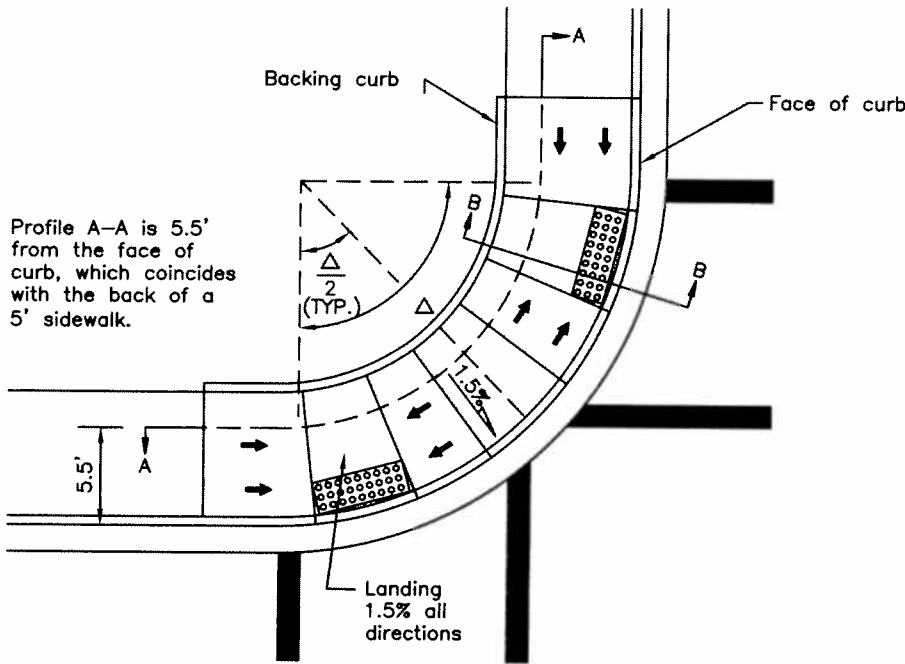 A
Backing curb
Face of curb
B
Profile A–A is 5.5'
from the face of
curb, which coincides
with the back of a
5' sidewalk.
Δ
2
(TYP.)
Δ
B
1.5%
A
5.5'
Landing
1.5% all
directions